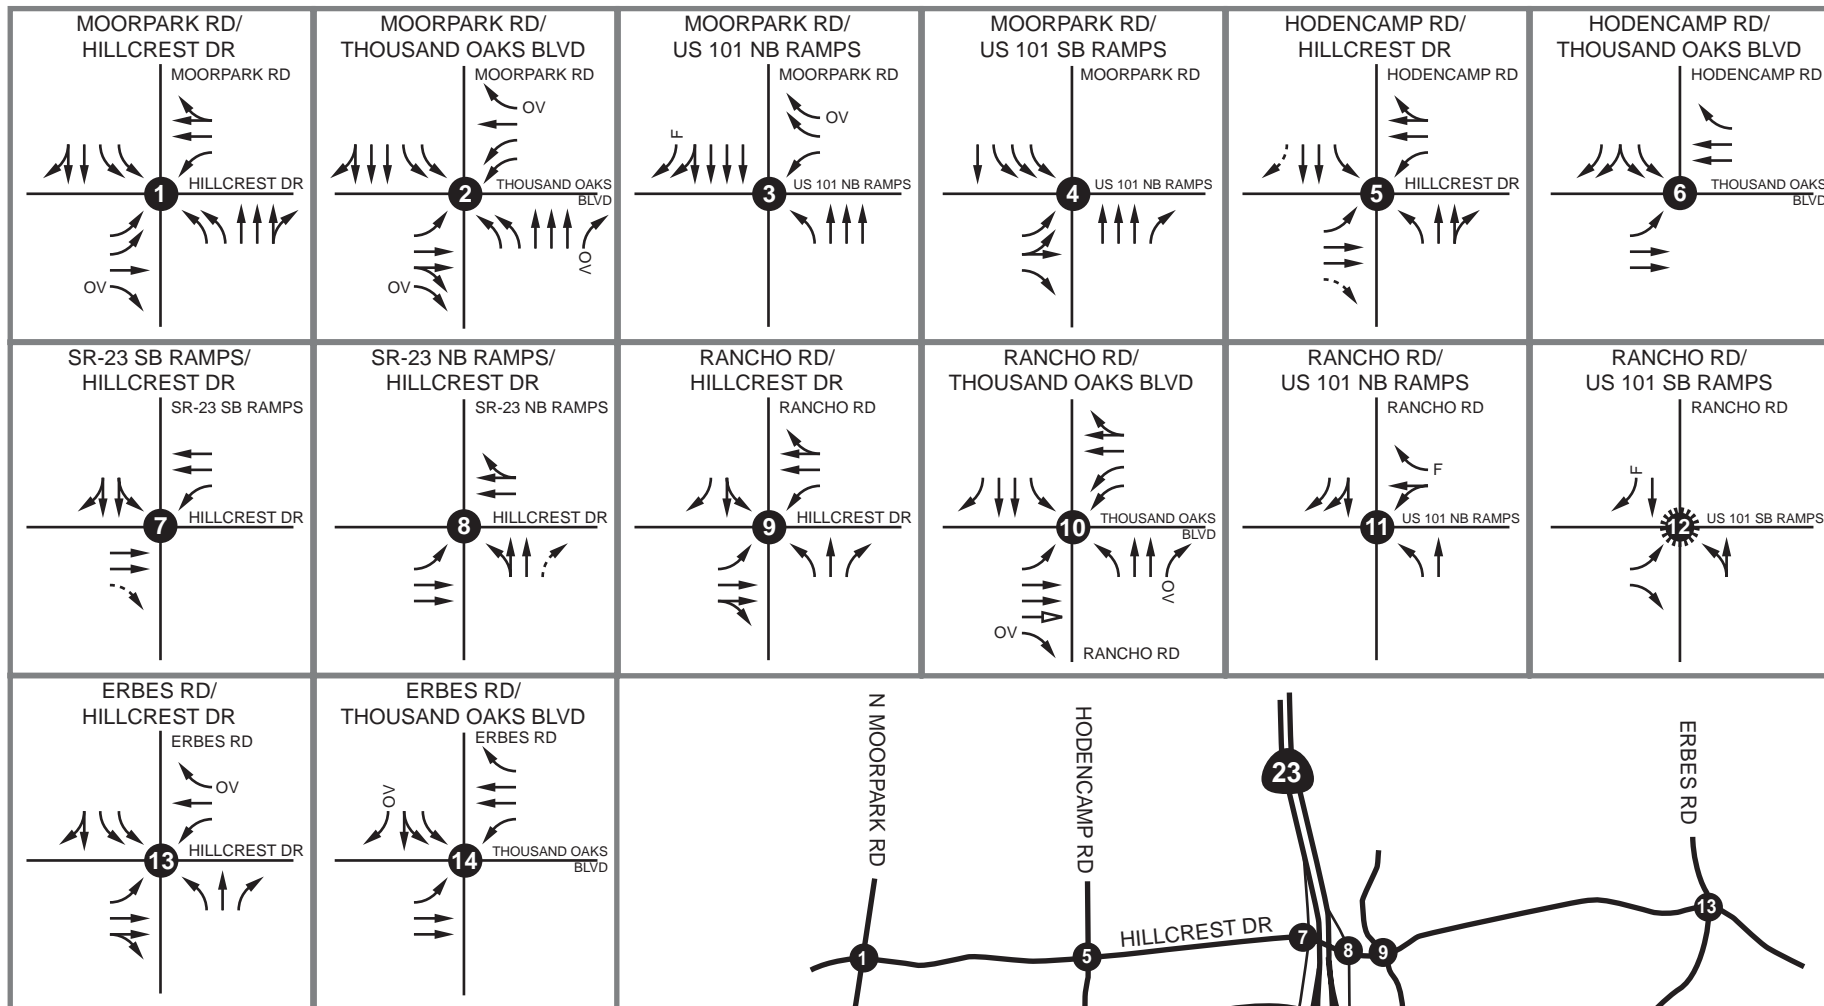 MOORPARK RD/
HILLCREST DR
MOORPARK RD
1
HILLCREST DR
OV
MOORPARK RD/
THOUSAND OAKS BLVD
MOORPARK RD
OV
2
THOUSAND OAKS
BLVD
OV
OV
MOORPARK RD/
US 101 NB RAMPS
MOORPARK RD
OV
F
3
US 101 NB RAMPS
MOORPARK RD/
US 101 SB RAMPS
MOORPARK RD
4
US 101 NB RAMPS
HODENCAMP RD/
HILLCREST DR
HODENCAMP RD
5
HILLCREST DR
HODENCAMP RD/
THOUSAND OAKS BLVD
HODENCAMP RD
6
THOUSAND OAKS
BLVD
SR-23 SB RAMPS/
HILLCREST DR
SR-23 SB RAMPS
7
HILLCREST DR
SR-23 NB RAMPS/
HILLCREST DR
SR-23 NB RAMPS
8
HILLCREST DR
RANCHO RD/
HILLCREST DR
RANCHO RD
9
HILLCREST DR
RANCHO RD/
THOUSAND OAKS BLVD
10
THOUSAND OAKS
BLVD
OV
OV
RANCHO RD
RANCHO RD/
US 101 NB RAMPS
RANCHO RD
F
11
US 101 NB RAMPS
RANCHO RD/
US 101 SB RAMPS
RANCHO RD
F
12
US 101 SB RAMPS
ERBES RD/
HILLCREST DR
ERBES RD
OV
13
HILLCREST DR
ERBES RD/
THOUSAND OAKS BLVD
ERBES RD
OV
14
THOUSAND OAKS
BLVD
N MOORPARK RD
HODENCAMP RD
23
ERBES RD
HILLCREST DR
1
5
7
8
9
13